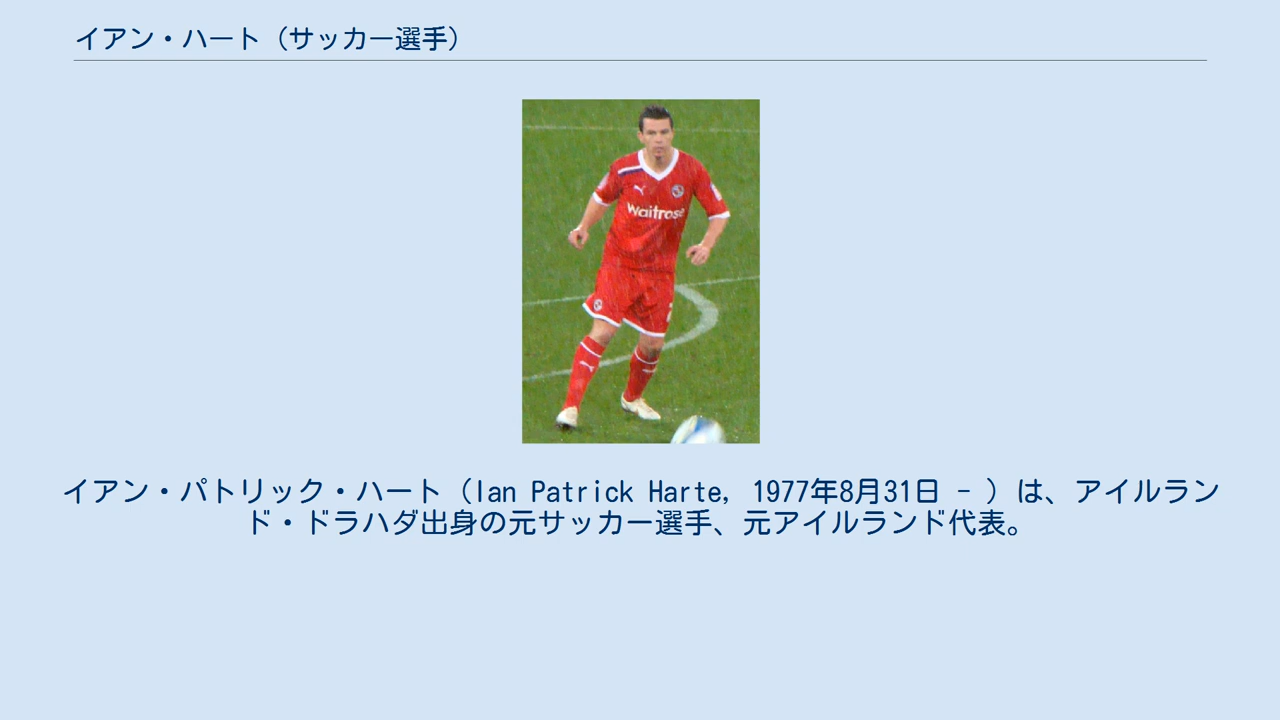 イアン・ハート（サッカー選手）
Waitrose
イアン・パトリック・ハート（Ian Patrick Harte, 1977年8月31日 - ）は、アイルラン
ド・ドラハダ出身の元サッカー選手、元アイルランド代表。